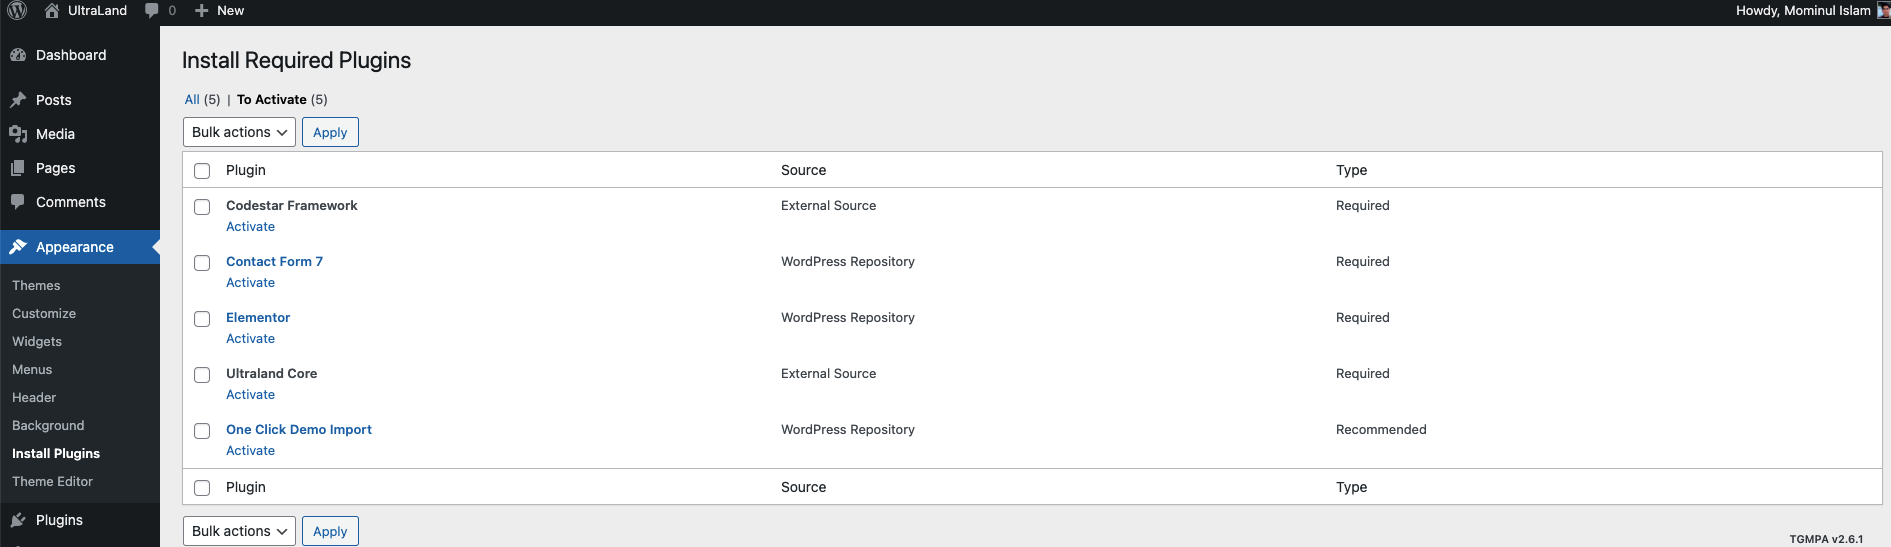 UltraLand 0 New Howdy, Mominul Islam
Dashboard
Posts
Media
Pages
Comments
Appearance
Themes
Customize
Widgets
Menus
Header
Background
Install Plugins
Theme Editor
Plugins
Install Required Plugins
All (5) | To Activate (5)
Bulk actions Apply
Plugin Source Type
Codestar Framework External Source Required
Activate
Contact Form 7 WordPress Repository Required
Activate
Elementor WordPress Repository Required
Activate
Ultraland Core External Source Required
Activate
One Click Demo Import WordPress Repository Recommended
Activate
Plugin Source Type
Bulk actions Apply
TGMPA v2.6.1